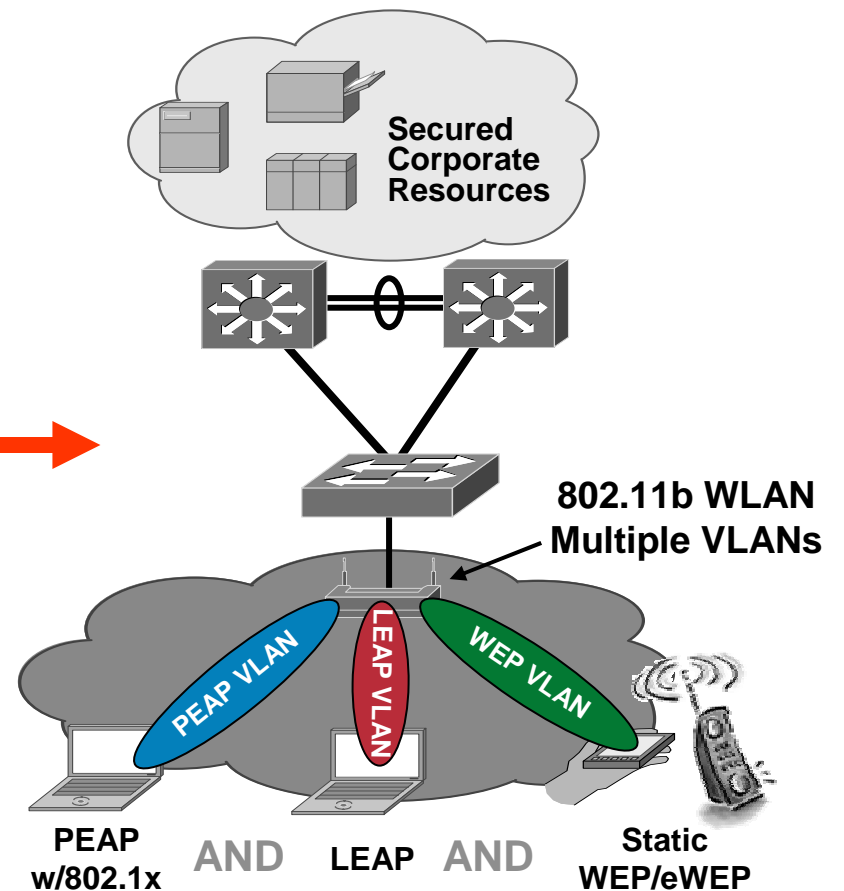 Secured
Corporate
Resources
802.11b WLAN
Multiple VLANs
PEAP VLAN
LEAP VLAN
WEP VLAN
PEAP
w/802.1x
AND
LEAP
AND
Static
WEP/eWEP